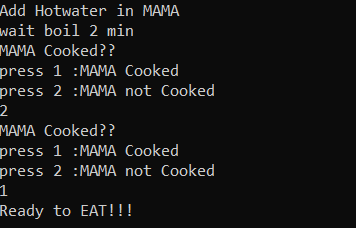 Add Hotwater in MAMA
wait boil 2 min
MAMA Cooked??
press 1 :MAMA Cooked
press 2 :MAMA not Cooked
2
MAMA Cooked??
press 1 :MAMA Cooked
press 2 :MAMA not Cooked
1
Ready to EAT!!!